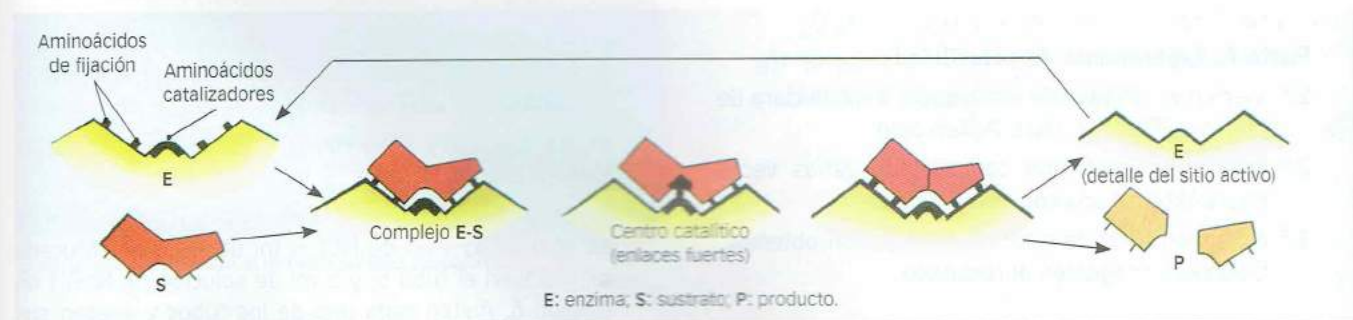 Aminoácidos
de fijación
Aminoácidos
catalizadores
E
S
Complejo E-S
Centro catalítico
(enlaces fuertes)
E
(detalle del sitio activo)
P
E: enzima; S: sustrato; P: producto.